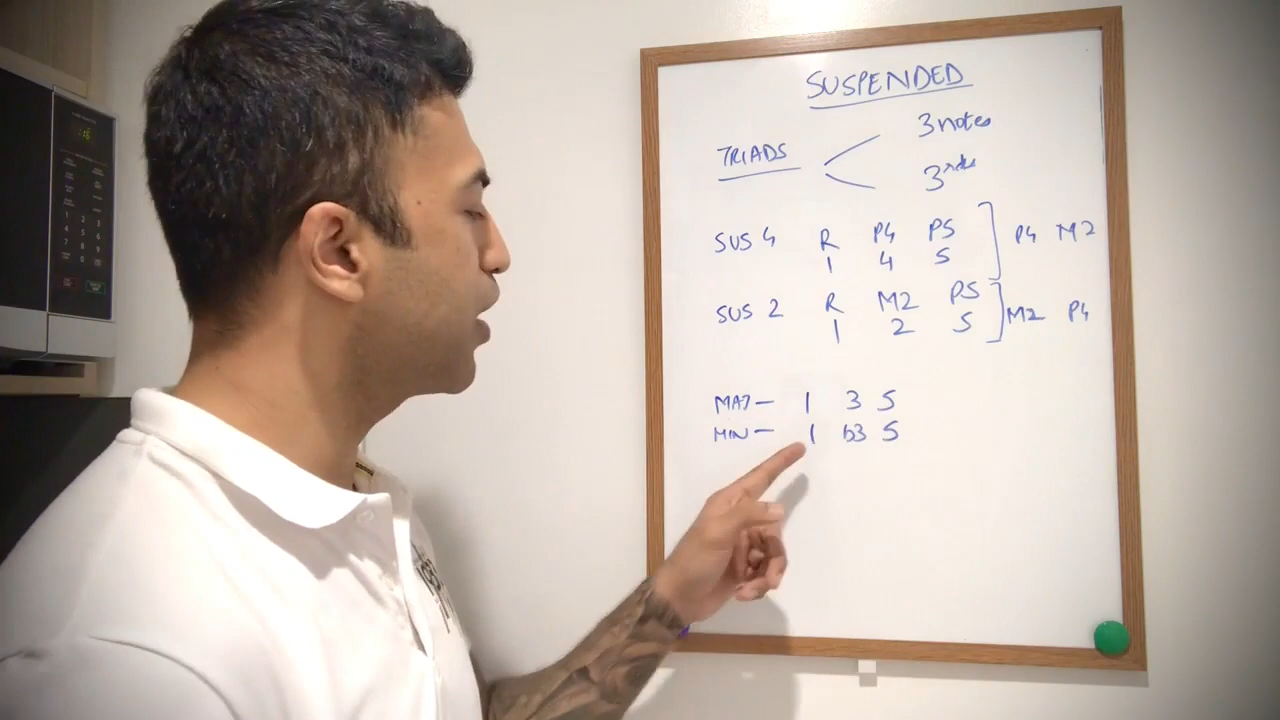 SUSPENDED
TRIADS
3 notes
3rds
SUS 4 R P4 P5 P4 M2
1 4 5
SUS 2 R M2 P5 M2 P4
1 2 5
MAJ — 1 3 5
MIN — 1 b3 5